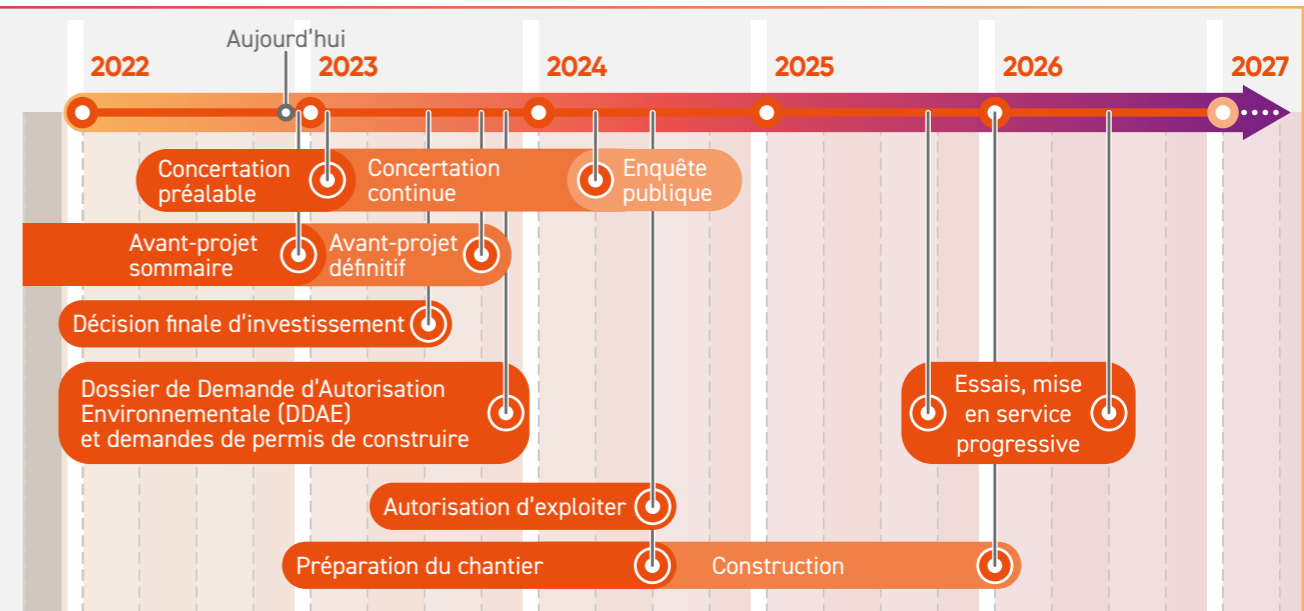 Aujourd'hui
2022
2023
2024
2025
2026
2027
Concertation
préalable
Concertation
continue
Enquête
publique
Avant-projet
sommaire
Avant-projet
définitif
Décision finale d'investissement
Dossier de Demande d'Autorisation
Environnementale (DDAE)
et demandes de permis de construire
Essais, mise
en service
progressive
Autorisation d'exploiter
Préparation du chantier
Construction